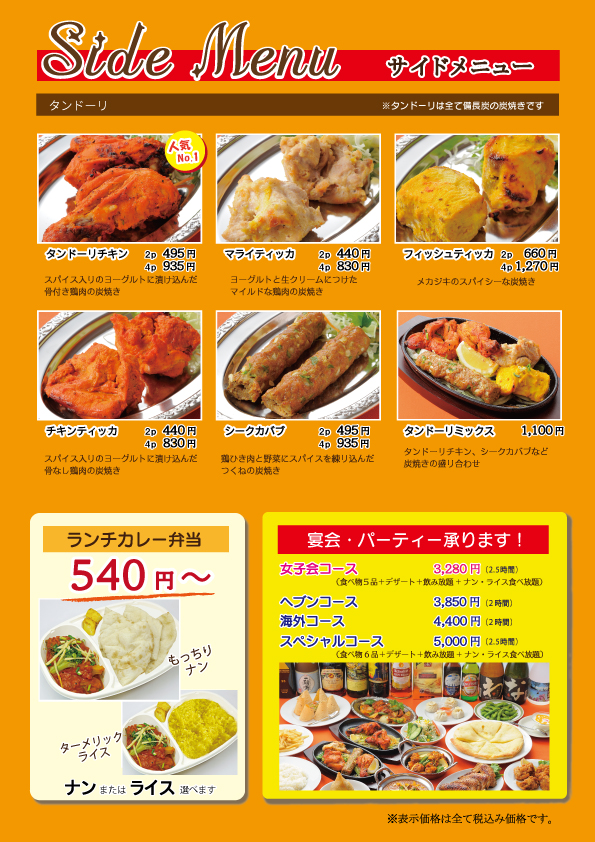 Side Menu サイドメニュー
タンドーリ ※タンドーリは全て備長炭の炭焼きです
人気
No.1
タンドーリチキン 2p 495円
4p 935円
スパイス入りのヨーグルトに漬け込んだ
骨付き鶏肉の炭焼き
マライティッカ 2p 440円
4p 830円
ヨーグルトと生クリームにつけた
マイルドな鶏肉の炭焼き
フィッシュティッカ 2p 660円
4p 1,270円
メカジキのスパイシーな炭焼き
チキンティッカ 2p 440円
4p 830円
スパイス入りのヨーグルトに漬け込んだ
骨なし鶏肉の炭焼き
シークカバブ 2p 495円
4p 935円
鶏ひき肉と野菜にスパイスを練り込んだ
つくねの炭焼き
タンドーリミックス 1,100円
タンドーリチキン、シークカバブなど
炭焼きの盛り合わせ
ランチカレー弁当
540円〜
もっちり
ナン
ターメリック
ライス
ナン または ライス 選べます
宴会・パーティー承ります！
女子会コース 3,280円（2.5時間）
（食べ物5品＋デザート＋飲み放題＋ナン・ライス食べ放題）
ヘブンコース 3,850円（2時間）
海外コース 4,400円（2時間）
スペシャルコース 5,000円（2.5時間）
（食べ物6品＋デザート＋飲み放題＋ナン・ライス食べ放題）
※表示価格は全て税込み価格です。